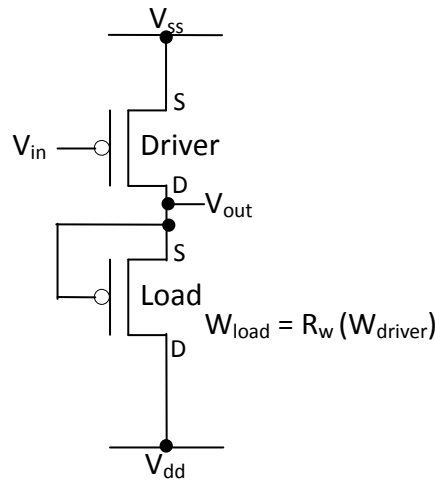 Vss
S
Vin
Driver
D
Vout
S
Load
Wload = Rw (Wdriver)
D
Vdd